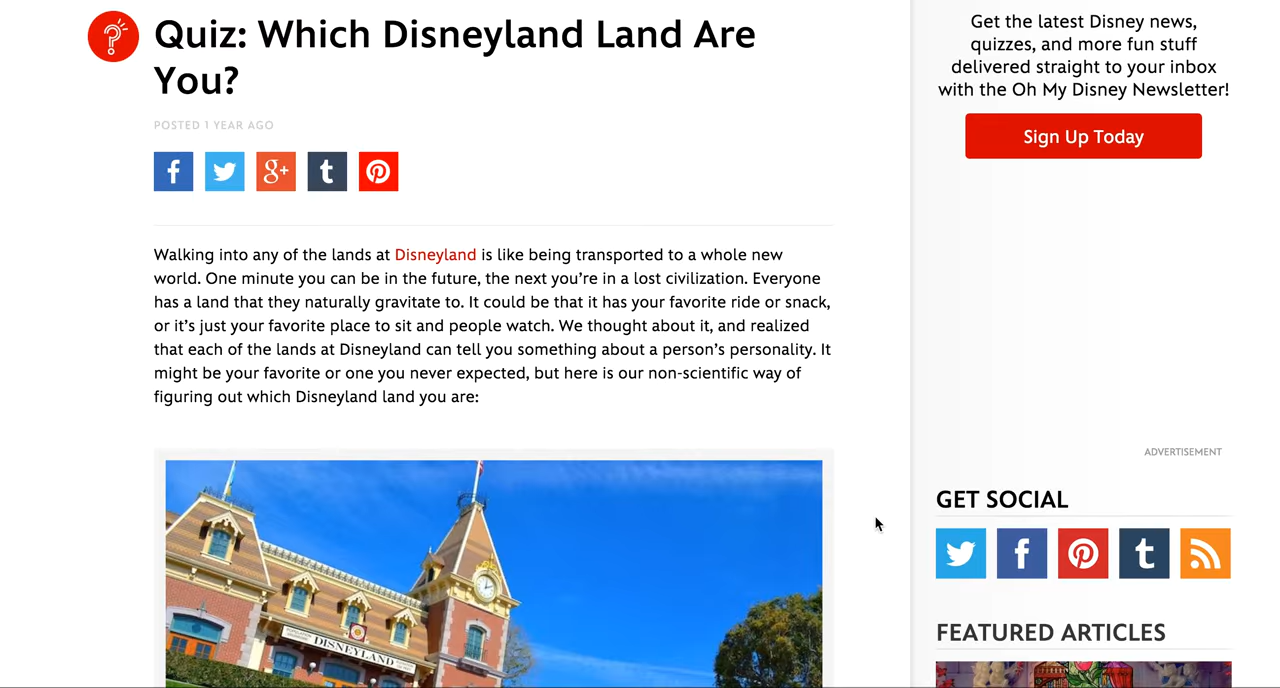 Quiz: Which Disneyland Land Are
You?
POSTED 1 YEAR AGO
Walking into any of the lands at Disneyland is like being transported to a whole new
world. One minute you can be in the future, the next you’re in a lost civilization. Everyone
has a land that they naturally gravitate to. It could be that it has your favorite ride or snack,
or it’s just your favorite place to sit and people watch. We thought about it, and realized
that each of the lands at Disneyland can tell you something about a person’s personality. It
might be your favorite or one you never expected, but here is our non-scientific way of
figuring out which Disneyland land you are:
DISNEYLAND
Get the latest Disney news,
quizzes, and more fun stuff
delivered straight to your inbox
with the Oh My Disney Newsletter!
Sign Up Today
ADVERTISEMENT
GET SOCIAL
FEATURED ARTICLES